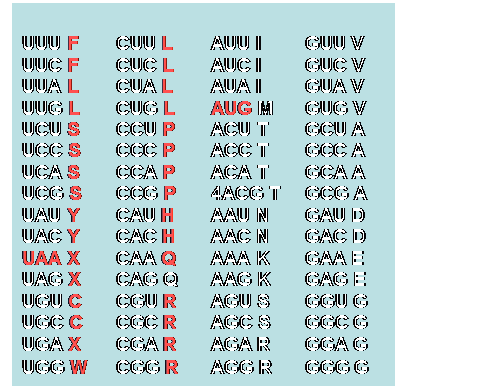 UUU F CUU L AUU I GUU V
UUC F CUC L AUC I GUC V
UUA L CUA L AUA I GUA V
UUG L CUG L AUG M GUG V
UCU S CCU P ACU T GCU A
UCC S CCC P ACC T GCC A
UCA S CCA P ACA T GCA A
UCG S CCG P 4ACG T GCG A
UAU Y CAU H AAU N GAU D
UAC Y CAC H AAC N GAC D
UAA X CAA Q AAA K GAA E
UAG X CAG Q AAG K GAG E
UGU C CGU R AGU S GGU G
UGC C CGC R AGC S GGC G
UGA X CGA R AGA R GGA G
UGG W CGG R AGG R GGG G